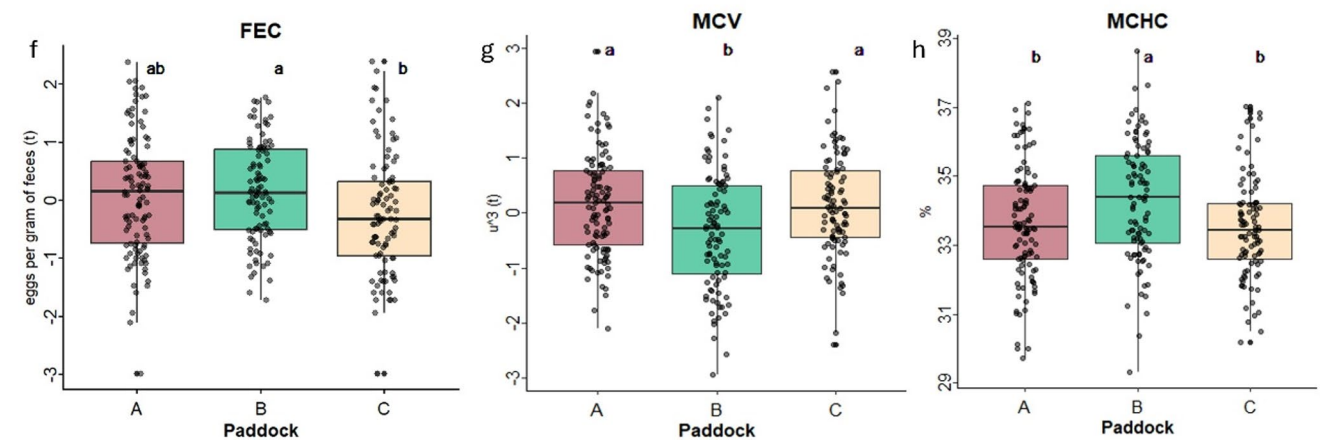 f
FEC
eggs per gram of feces (t)
2
1
0
-1
-2
-3
ab
a
b
A
B
C
Paddock
g
MCV
u^3 (t)
3
2
1
0
-1
-2
-3
a
b
a
A
B
C
Paddock
h
MCHC
%
39
37
35
33
31
29
b
a
b
A
B
C
Paddock